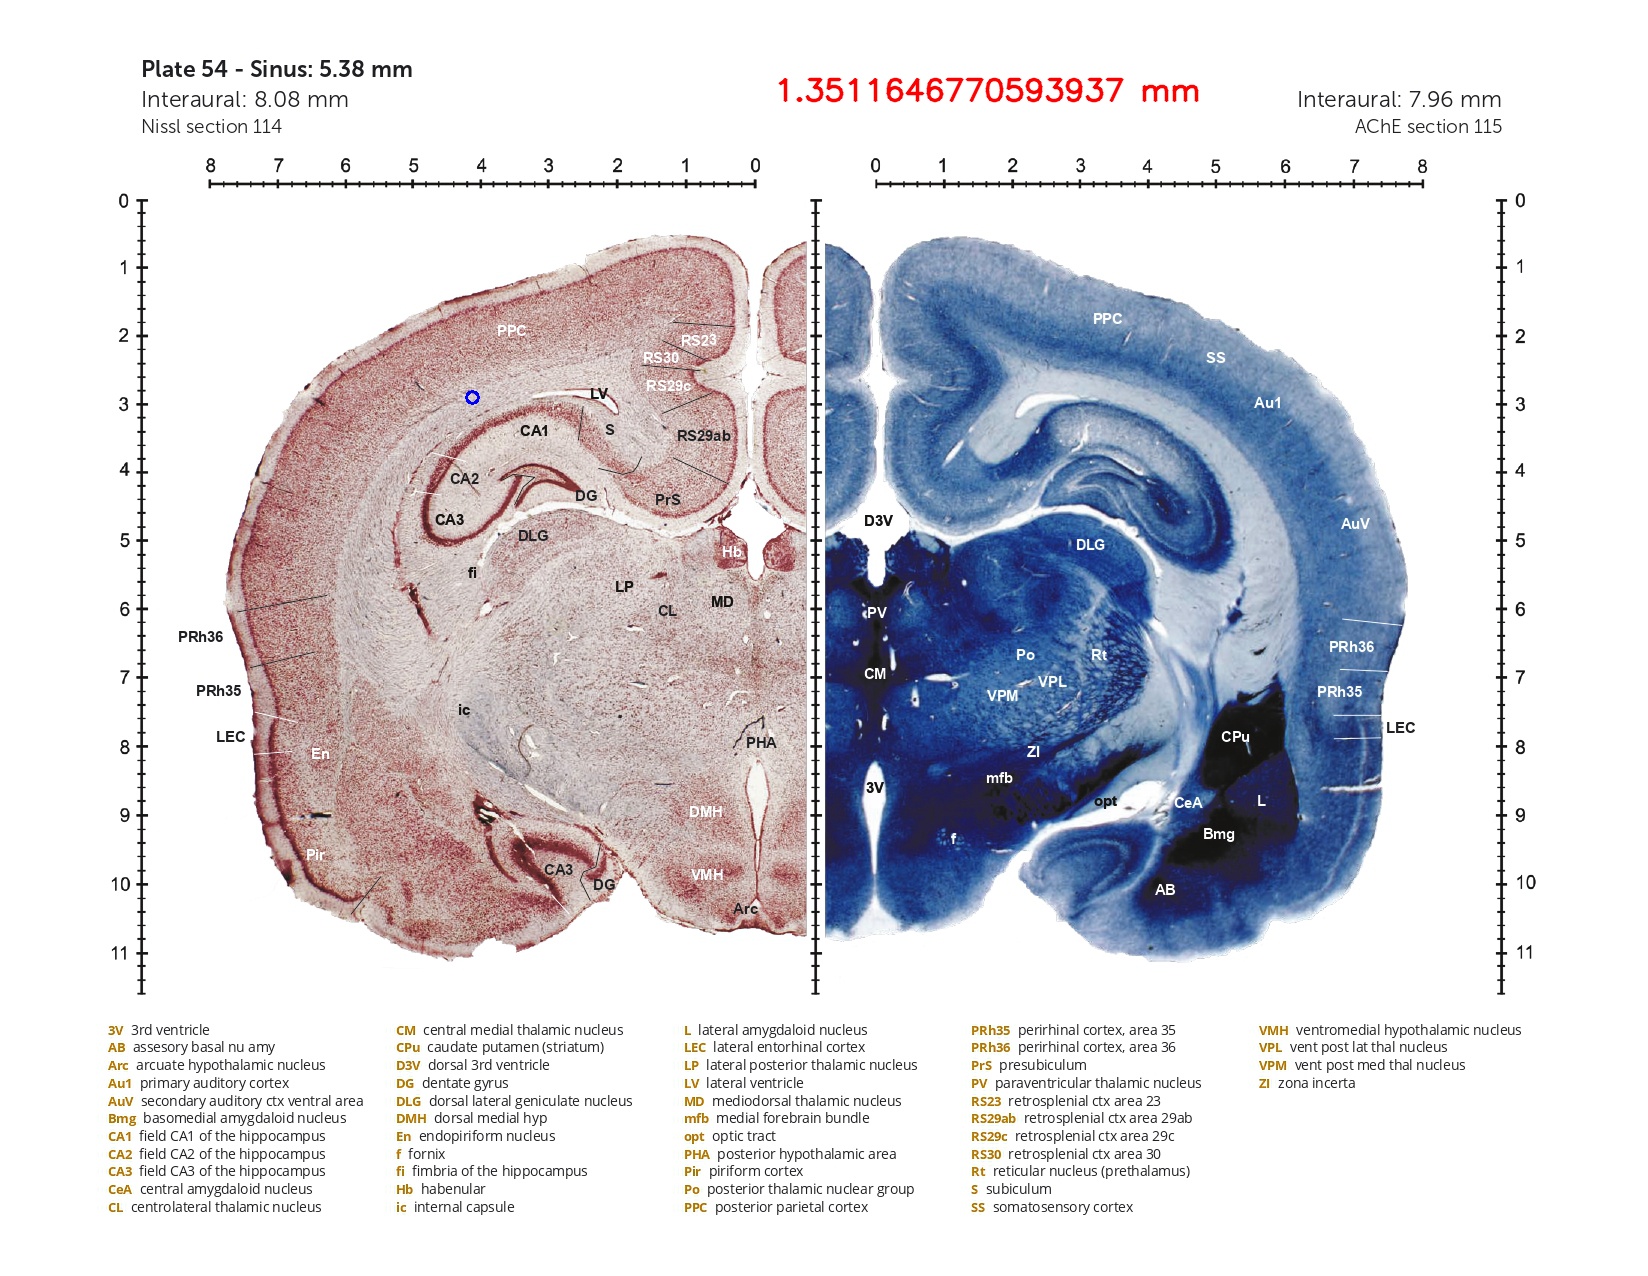 Plate 54 - Sinus: 5.38 mm
Interaural: 8.08 mm
Nissl section 114
1.3511646770593937 mm
Interaural: 7.96 mm
AChE section 115
8 7 6 5 4 3 2 1 0
0 1 2 3 4 5 6 7 8
0 0
1 1
PPC PPC
2 2
RS23
RS30 SS
RS29c
LV
3 Au1 3
CA1 S RS29ab
4 4
CA2
DG PrS
CA3 D3V AuV
DLG
5 Hb DLG 5
fi
LP MD
CL
6 PV 6
PRh36
Po Rt PRh36
7 CM VPL 7
PRh35 VPM PRh35
ic
LEC LEC
PHA CPu
8 En ZI 8
mfb
3V opt CeA L
DMH
9 Bmg 9
f
Pir
CA3 VMH
10 DG AB 10
Arc
11 11
3V 3rd ventricle
AB assesory basal nu amy
Arc arcuate hypothalamic nucleus
Au1 primary auditory cortex
AuV secondary auditory ctx ventral area
Bmg basomedial amygdaloid nucleus
CA1 field CA1 of the hippocampus
CA2 field CA2 of the hippocampus
CA3 field CA3 of the hippocampus
CeA central amygdaloid nucleus
CL centrolateral thalamic nucleus
CM central medial thalamic nucleus
CPu caudate putamen (striatum)
D3V dorsal 3rd ventricle
DG dentate gyrus
DLG dorsal lateral geniculate nucleus
DMH dorsal medial hyp
En endopiriform nucleus
f fornix
fi fimbria of the hippocampus
Hb habenular
ic internal capsule
L lateral amygdaloid nucleus
LEC lateral entorhinal cortex
LP lateral posterior thalamic nucleus
LV lateral ventricle
MD mediodorsal thalamic nucleus
mfb medial forebrain bundle
opt optic tract
PHA posterior hypothalamic area
Pir piriform cortex
Po posterior thalamic nuclear group
PPC posterior parietal cortex
PRh35 perirhinal cortex, area 35
PRh36 perirhinal cortex, area 36
PrS presubiculum
PV paraventricular thalamic nucleus
RS23 retrosplenial ctx area 23
RS29ab retrosplenial ctx area 29ab
RS29c retrosplenial ctx area 29c
RS30 retrosplenial ctx area 30
Rt reticular nucleus (prethalamus)
S subiculum
SS somatosensory cortex
VMH ventromedial hypothalamic nucleus
VPL vent post lat thal nucleus
VPM vent post med thal nucleus
ZI zona incerta